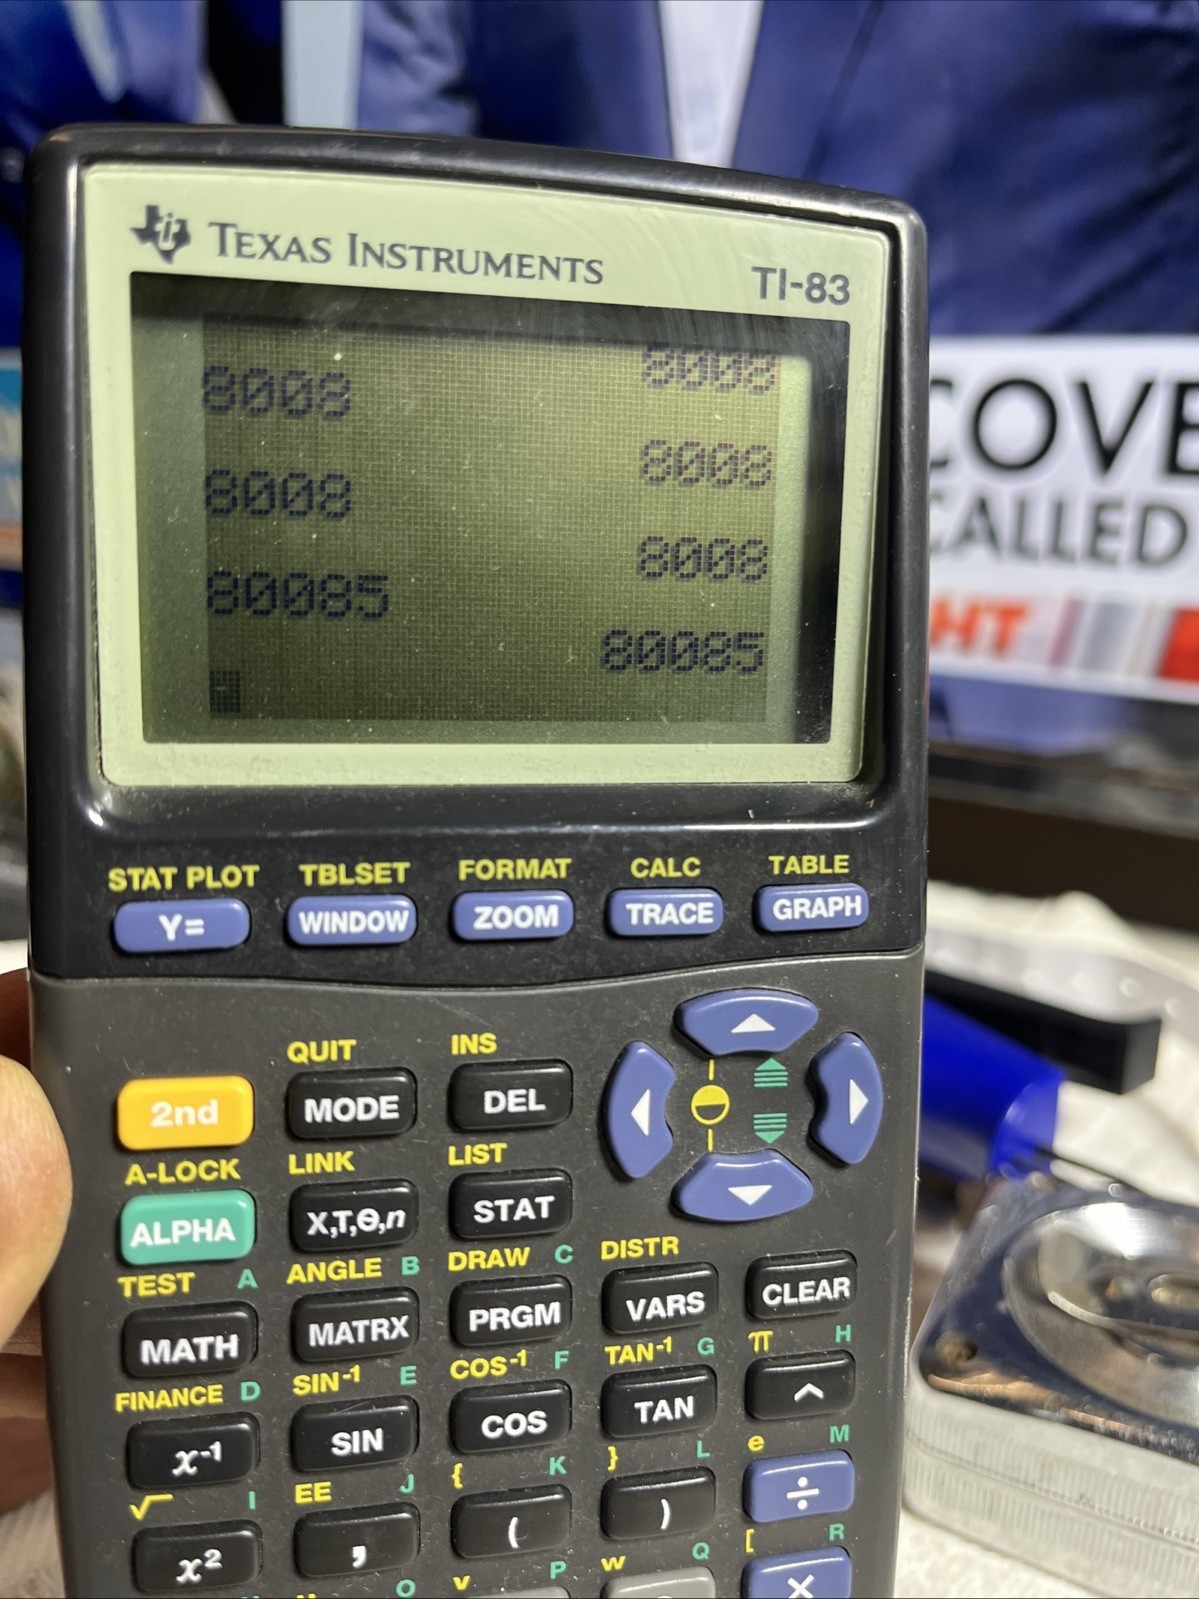 TEXAS INSTRUMENTS TI-83
8008
8008
8008
8008
8008
80085
80085
COVE
CALLED
HT
STAT PLOT TBLSET FORMAT CALC TABLE
Y= WINDOW ZOOM TRACE GRAPH
QUIT INS
2nd MODE DEL
A-LOCK LINK LIST
ALPHA X,T,Θ,n STAT
TEST A ANGLE B DRAW C DISTR
MATH MATRX PRGM VARS CLEAR
FINANCE D SIN⁻¹ E COS⁻¹ F TAN⁻¹ G π H
x⁻¹ SIN COS TAN ^
√ I EE J { K } L e M
x² , ( ) ÷
O v P w Q [ R
×